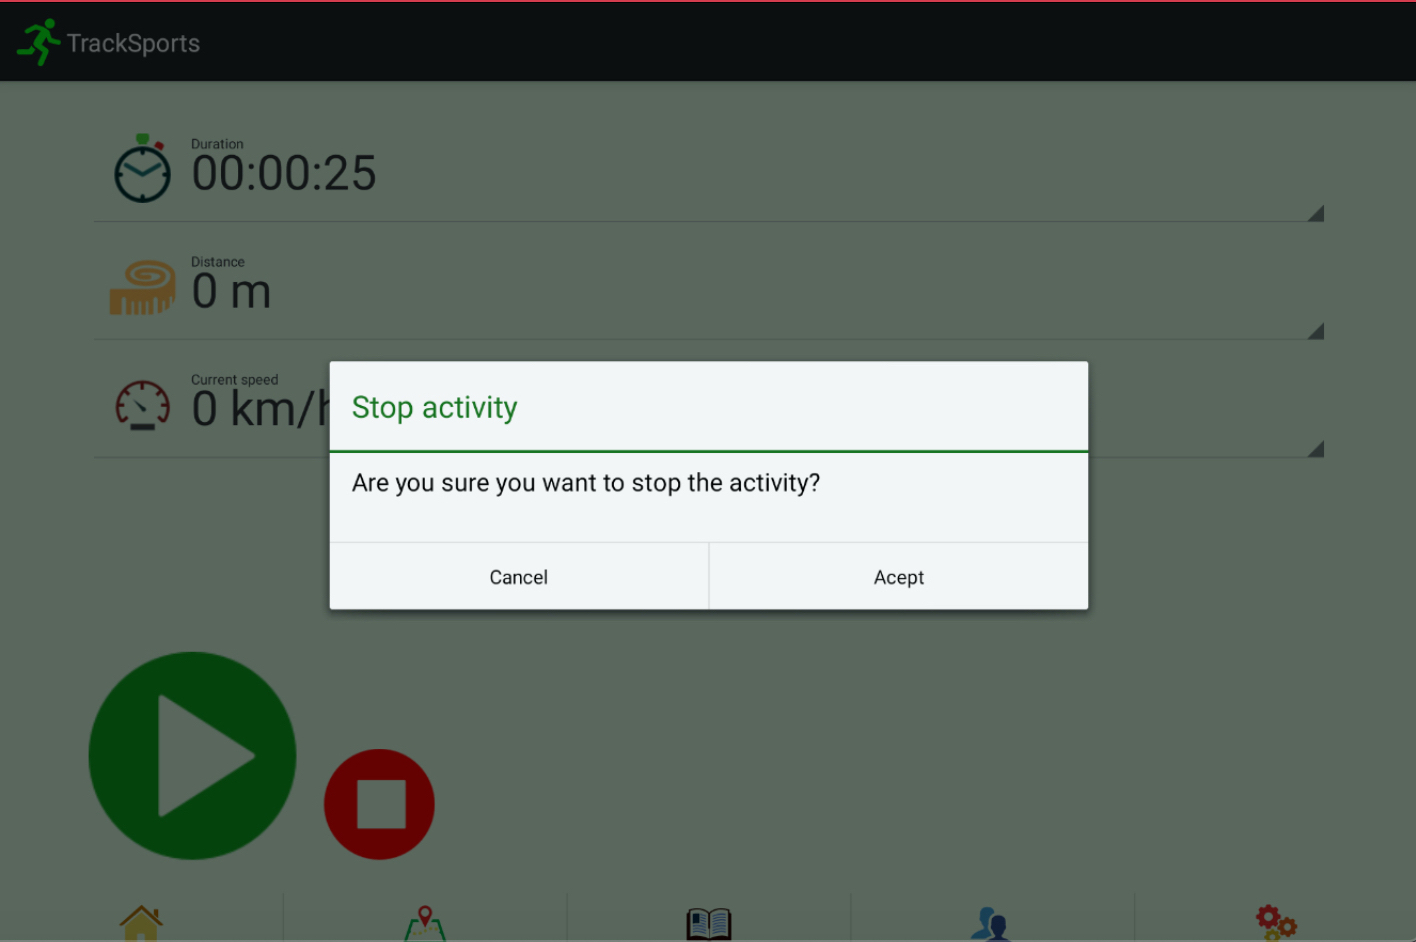 TrackSports
Duration
00:00:25
Distance
0 m
Current speed
0 km/h
Stop activity
Are you sure you want to stop the activity?
Cancel
Acept